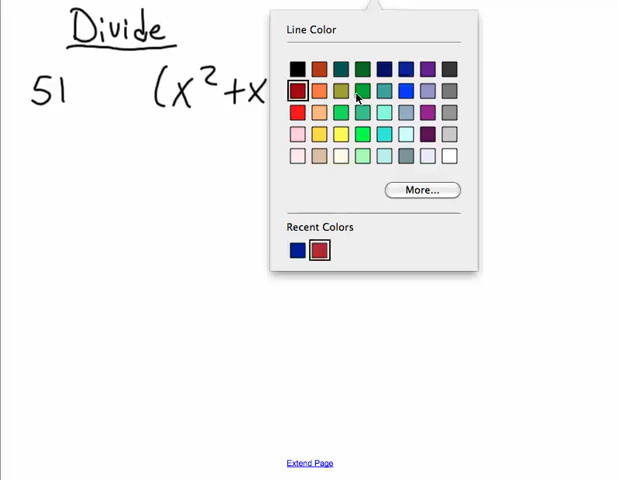 Divide
51 (x²+x
Line Color
More...
Recent Colors
Extend Page